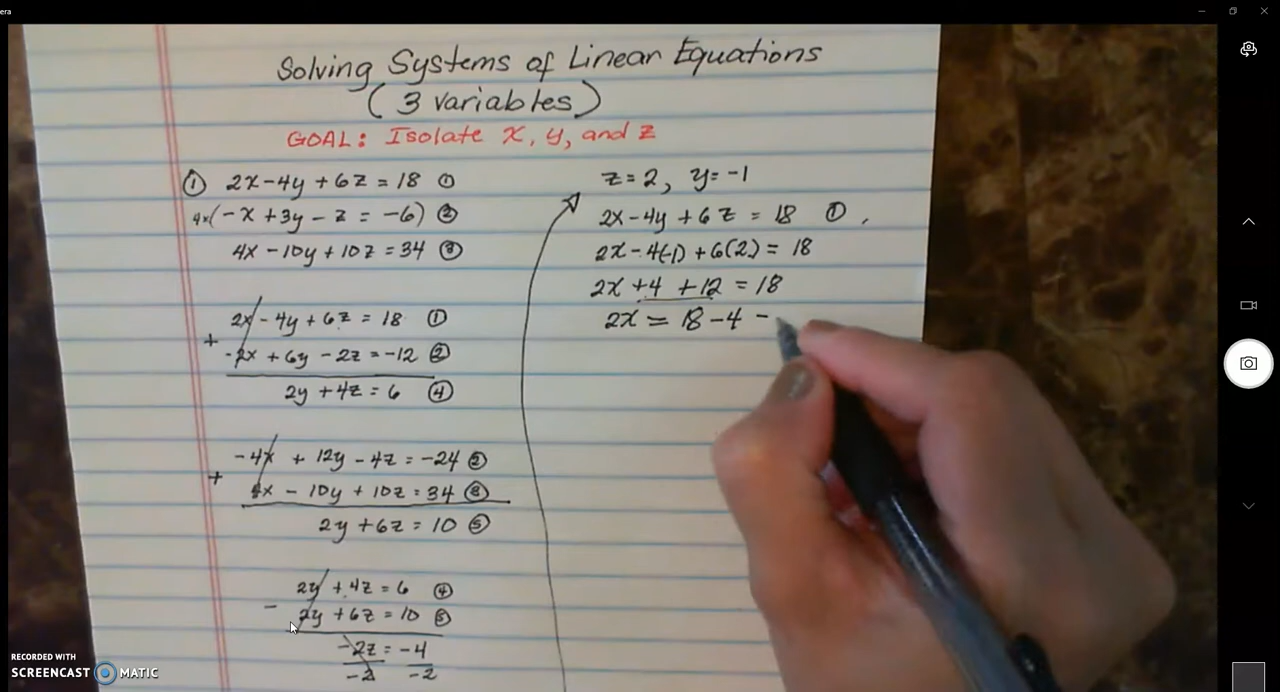 era
Solving Systems of Linear Equations
(3 variables)
GOAL: Isolate x, y, and z
① 2x-4y+6z=18 ①
4x(-x+3y-z=-6) ②
4x-10y+10z=34 ③
2x-4y+6z=18 ①
+
-2x+6y-2z=-12 ②
2y+4z=6 ④
-4x+12y-4z=-24 ②
+
4x-10y+10z=34 ③
2y+6z=10 ⑤
2y+4z=6 ④
-
2y+6z=10 ⑤
-2z=-4
-2 -2
z=2, y=-1
2x-4y+6z=18 ①,
2x-4(-1)+6(2)=18
2x+4+12=18
2x=18-4-
RECORDED WITH
SCREENCAST MATIC